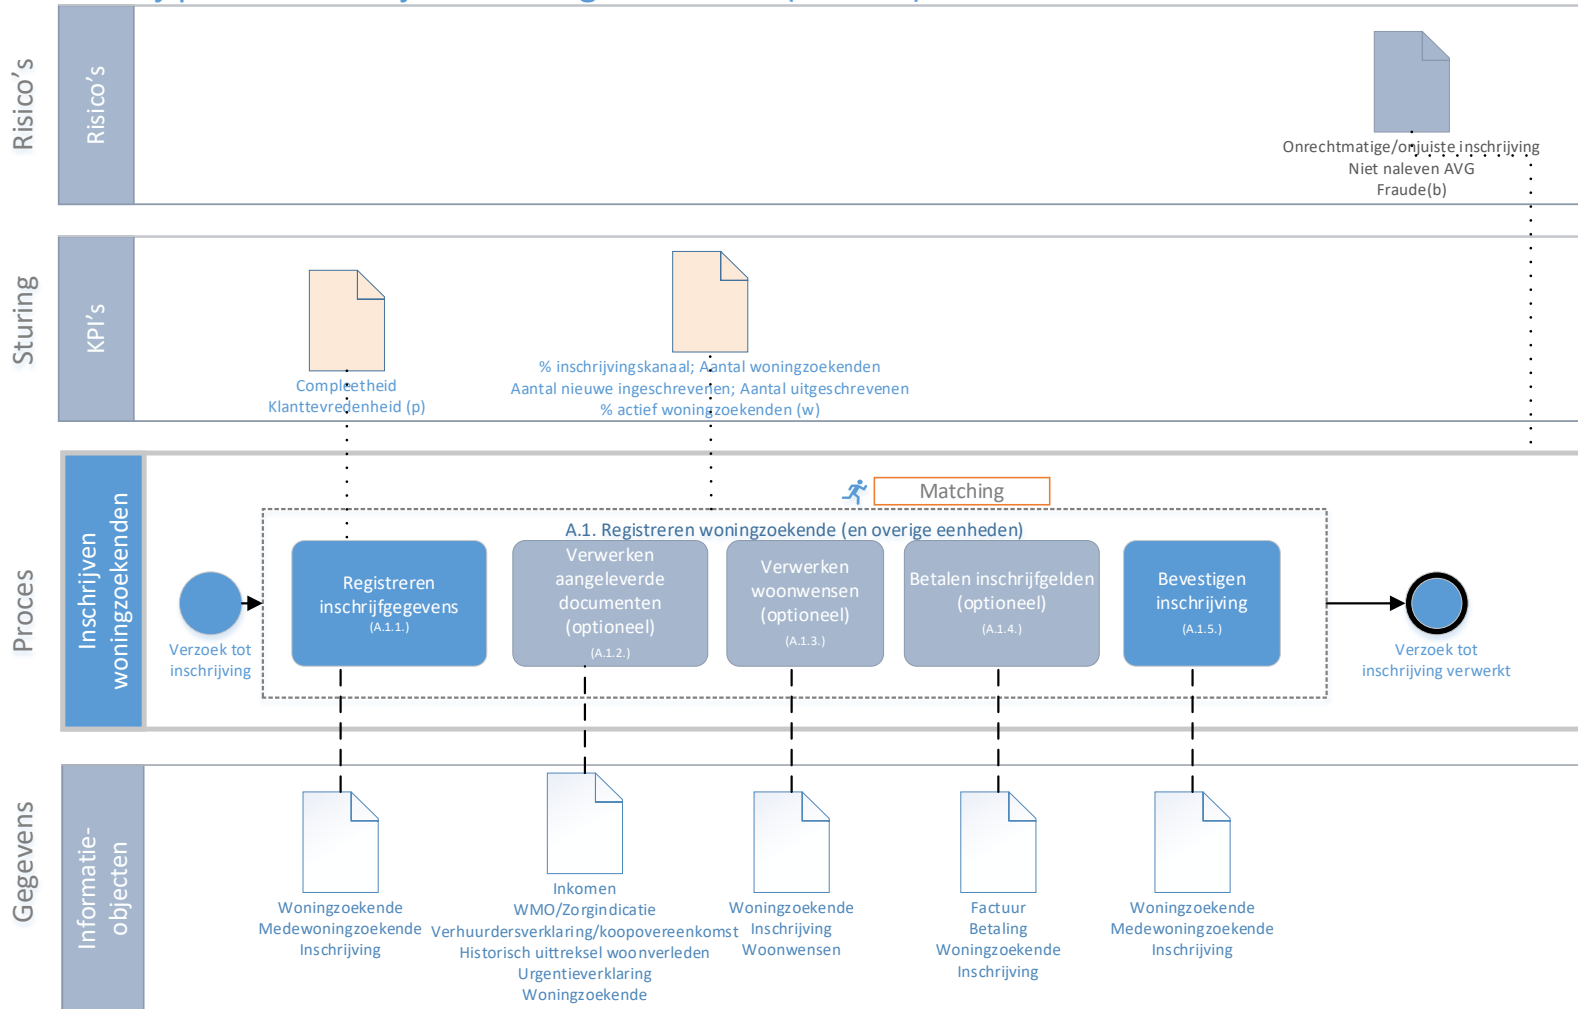 Risico's
Risico's
Onrechtmatige/onjuiste inschrijving
Niet naleven AVG
Fraude(b)
Sturing
KPI's
Compleetheid
Klanttevredenheid (p)
% inschrijvingskanaal; Aantal woningzoekenden
Aantal nieuwe ingeschrevenen; Aantal uitgeschrevenen
% actief woningzoekenden (w)
Proces
Inschrijven
woningzoekenden
Matching
A.1. Registreren woningzoekende (en overige eenheden)
Verzoek tot
inschrijving
Registreren
inschrijfgegevens
(A.1.1.)
Verwerken
aangeleverde
documenten
(optioneel)
(A.1.2.)
Verwerken
woonwensen
(optioneel)
(A.1.3.)
Betalen inschrijfgelden
(optioneel)
(A.1.4.)
Bevestigen
inschrijving
(A.1.5.)
Verzoek tot
inschrijving verwerkt
Gegevens
Informatie-
objecten
Woningzoekende
Medewoningzoekende
Inschrijving
Inkomen
WMO/Zorgindicatie
Verhuurdersverklaring/koopovereenkomst
Historisch uittreksel woonverleden
Urgentieverklaring
Woningzoekende
Woningzoekende
Inschrijving
Woonwensen
Factuur
Betaling
Woningzoekende
Inschrijving
Woningzoekende
Medewoningzoekende
Inschrijving